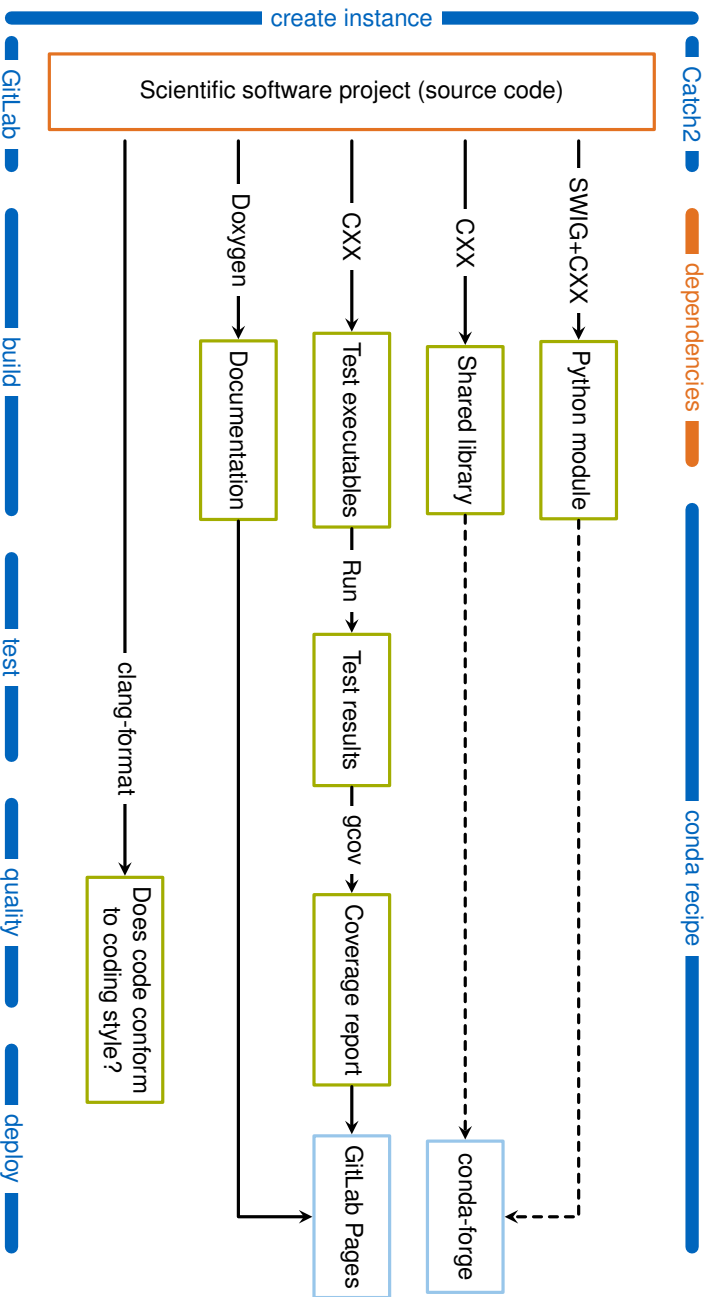 create instance
Catch2
dependencies
conda recipe
Scientific software project (source code)
SWIG+CXX
Python module
CXX
Shared library
conda-forge
CXX
Test executables
Run
Test results
gcov
Coverage report
GitLab Pages
Doxygen
Documentation
clang-format
Does code conform
to coding style?
GitLab
build
test
quality
deploy